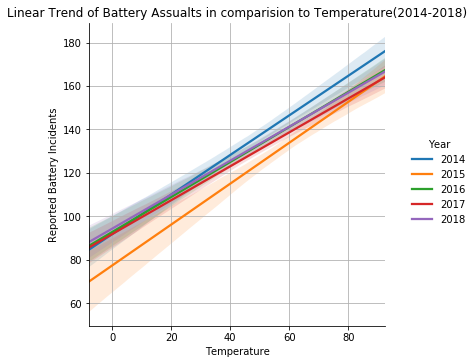 Linear Trend of Battery Assualts in comparision to Temperature(2014-2018)
180
160
140
120
100
80
60
Reported Battery Incidents
0 20 40 60 80
Temperature
Year
2014
2015
2016
2017
2018